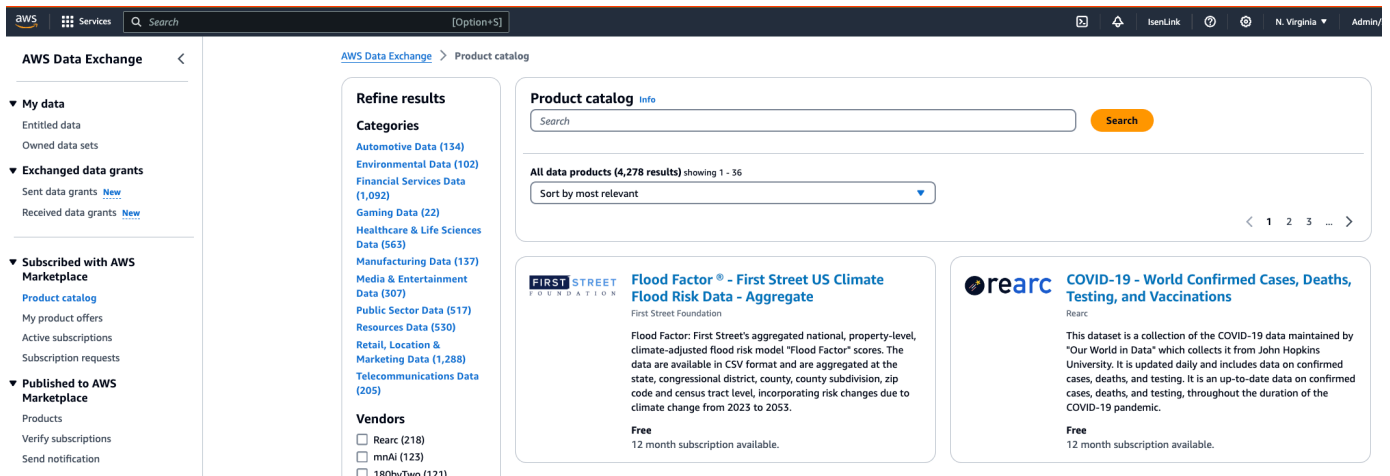 aws
Services
Search
[Option+S]
IsenLink
N. Virginia
Admin/
AWS Data Exchange
My data
Entitled data
Owned data sets
Exchanged data grants
Sent data grants New
Received data grants New
Subscribed with AWS
Marketplace
Product catalog
My product offers
Active subscriptions
Subscription requests
Published to AWS
Marketplace
Products
Verify subscriptions
Send notification
AWS Data Exchange > Product catalog
Refine results
Categories
Automotive Data (134)
Environmental Data (102)
Financial Services Data
(1,092)
Gaming Data (22)
Healthcare & Life Sciences
Data (563)
Manufacturing Data (137)
Media & Entertainment
Data (307)
Public Sector Data (517)
Resources Data (530)
Retail, Location &
Marketing Data (1,288)
Telecommunications Data
(205)
Vendors
Rearc (218)
mnAi (123)
180byTwo (121)
Product catalog Info
Search
Search
All data products (4,278 results) showing 1 - 36
Sort by most relevant
< 1 2 3 ... >
FIRST STREET
FOUNDATION
Flood Factor ® - First Street US Climate
Flood Risk Data - Aggregate
First Street Foundation
Flood Factor: First Street's aggregated national, property-level,
climate-adjusted flood risk model "Flood Factor" scores. The
data are available in CSV format and are aggregated at the
state, congressional district, county, county subdivision, zip
code and census tract level, incorporating risk changes due to
climate change from 2023 to 2053.
Free
12 month subscription available.
rearc
COVID-19 - World Confirmed Cases, Deaths,
Testing, and Vaccinations
Rearc
This dataset is a collection of the COVID-19 data maintained by
"Our World in Data" which collects it from John Hopkins
University. It is updated daily and includes data on confirmed
cases, deaths, and testing. It is an up-to-date data on confirmed
cases, deaths, and testing, throughout the duration of the
COVID-19 pandemic.
Free
12 month subscription available.